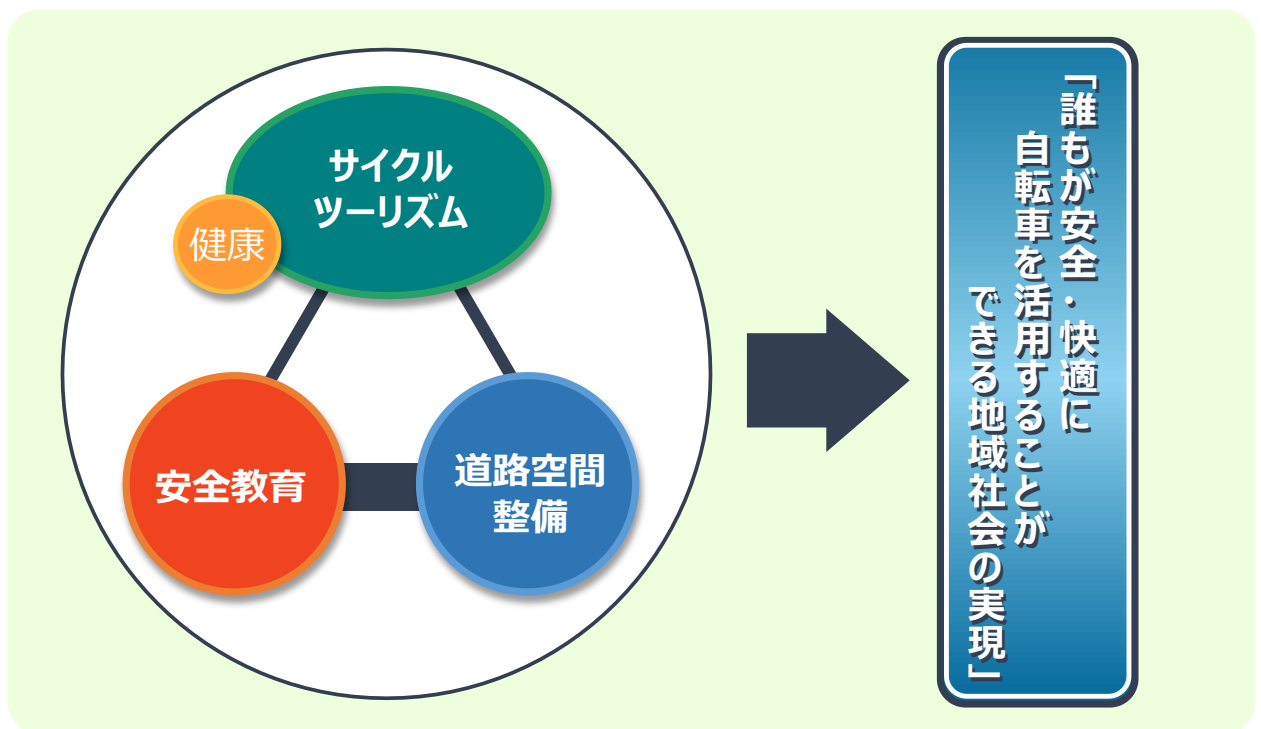 サイクル
ツーリズム
健康
安全教育
道路空間
整備
「誰もが安全・快適に
自転車を活用することが
できる地域社会の実現」